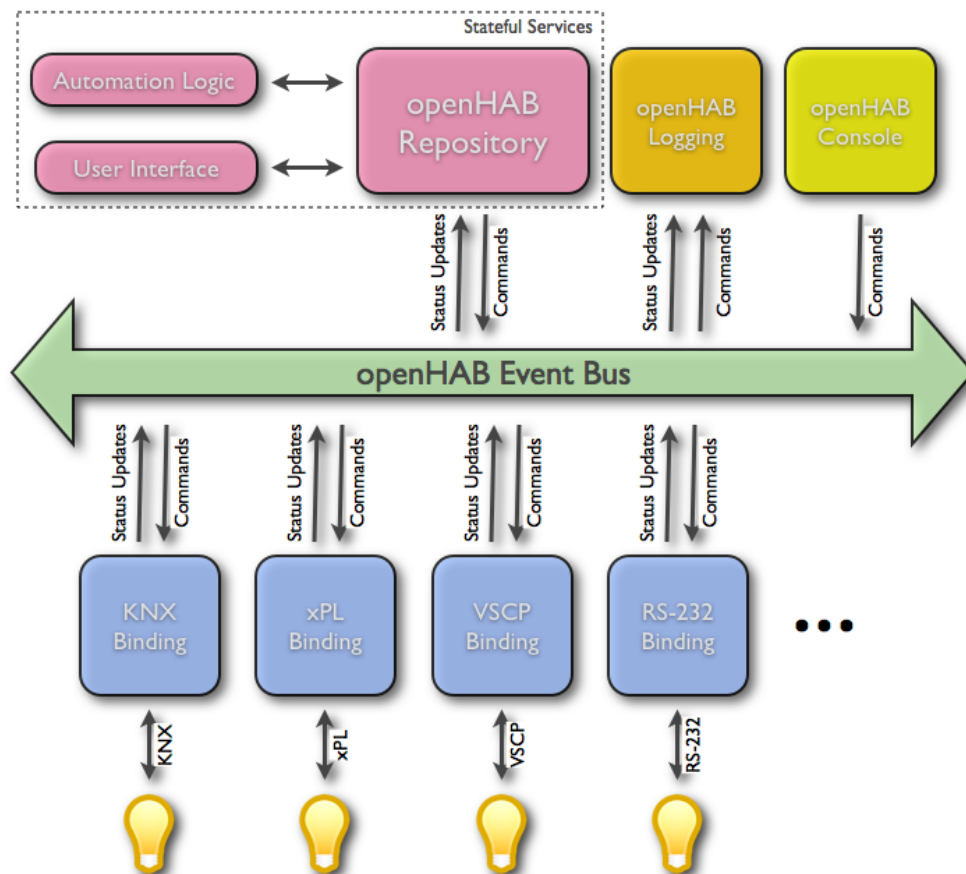 Stateful Services
Automation Logic
User Interface
openHAB
Repository
openHAB
Logging
openHAB
Console
Status Updates
Commands
Status Updates
Commands
Commands
openHAB Event Bus
Status Updates
Commands
Status Updates
Commands
Status Updates
Commands
Status Updates
Commands
KNX
Binding
xPL
Binding
VSCP
Binding
RS-232
Binding
...
KNX
xPL
VSCP
RS-232